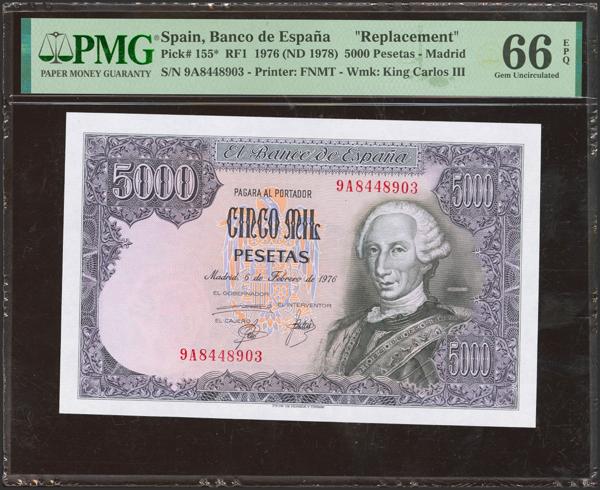 PMG
PAPER MONEY GUARANTY
Spain, Banco de España "Replacement"
Pick# 155* RF1 1976 (ND 1978) 5000 Pesetas - Madrid
S/N 9A8448903 - Printer: FNMT - Wmk: King Carlos III
66 EPQ
Gem Uncirculated
El Banco de España
5000
PAGARA AL PORTADOR
9A8448903
5000
CINCO MIL
PESETAS
Madrid, 6 de Febrero de 1976
EL GOBERNADOR
EL INTERVENTOR
EL CAJERO
9A8448903
5000